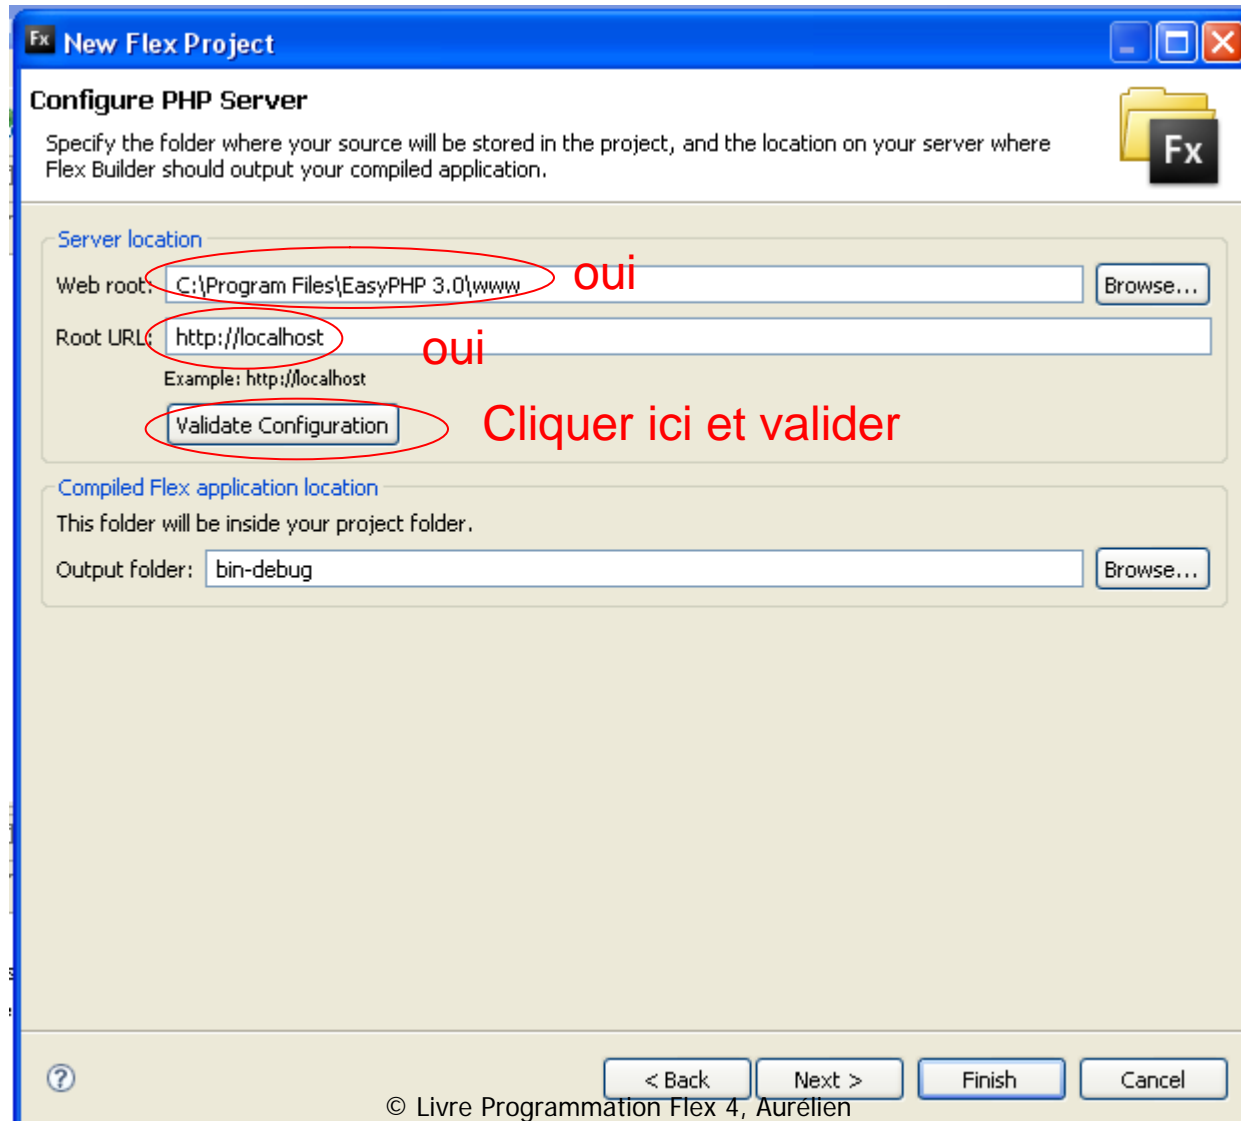 Fx New Flex Project
Configure PHP Server
Specify the folder where your source will be stored in the project, and the location on your server where
Flex Builder should output your compiled application.
Fx
Server location
Web root: C:\Program Files\EasyPHP 3.0\www oui Browse...
Root URL: http://localhost oui
Example: http://localhost
Validate Configuration Cliquer ici et valider
Compiled Flex application location
This folder will be inside your project folder.
Output folder: bin-debug Browse...
? < Back Next > Finish Cancel
© Livre Programmation Flex 4, Aurélien